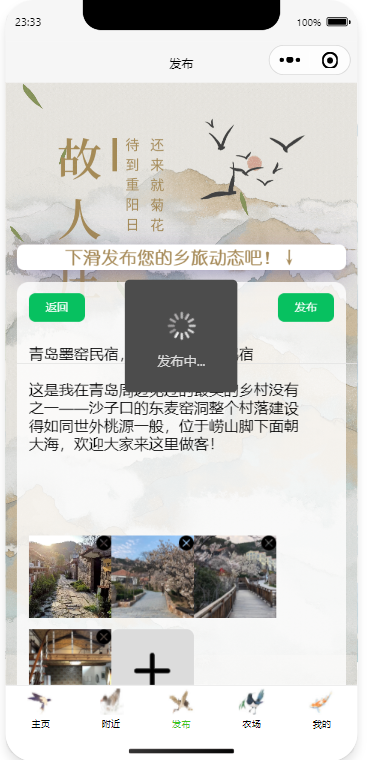 23:33
100%
发布
故人
待到重阳日
还来就菊花
下滑发布您的乡旅动态吧！↓
返回
发布
发布中...
青岛墨窑民宿，
宿
这是我在青岛周边见过的最美的乡村没有
之一——沙子口的东麦窑洞整个村落建设
得如同世外桃源一般，位于崂山脚下面朝
大海，欢迎大家来这里做客！
主页
附近
发布
农场
我的